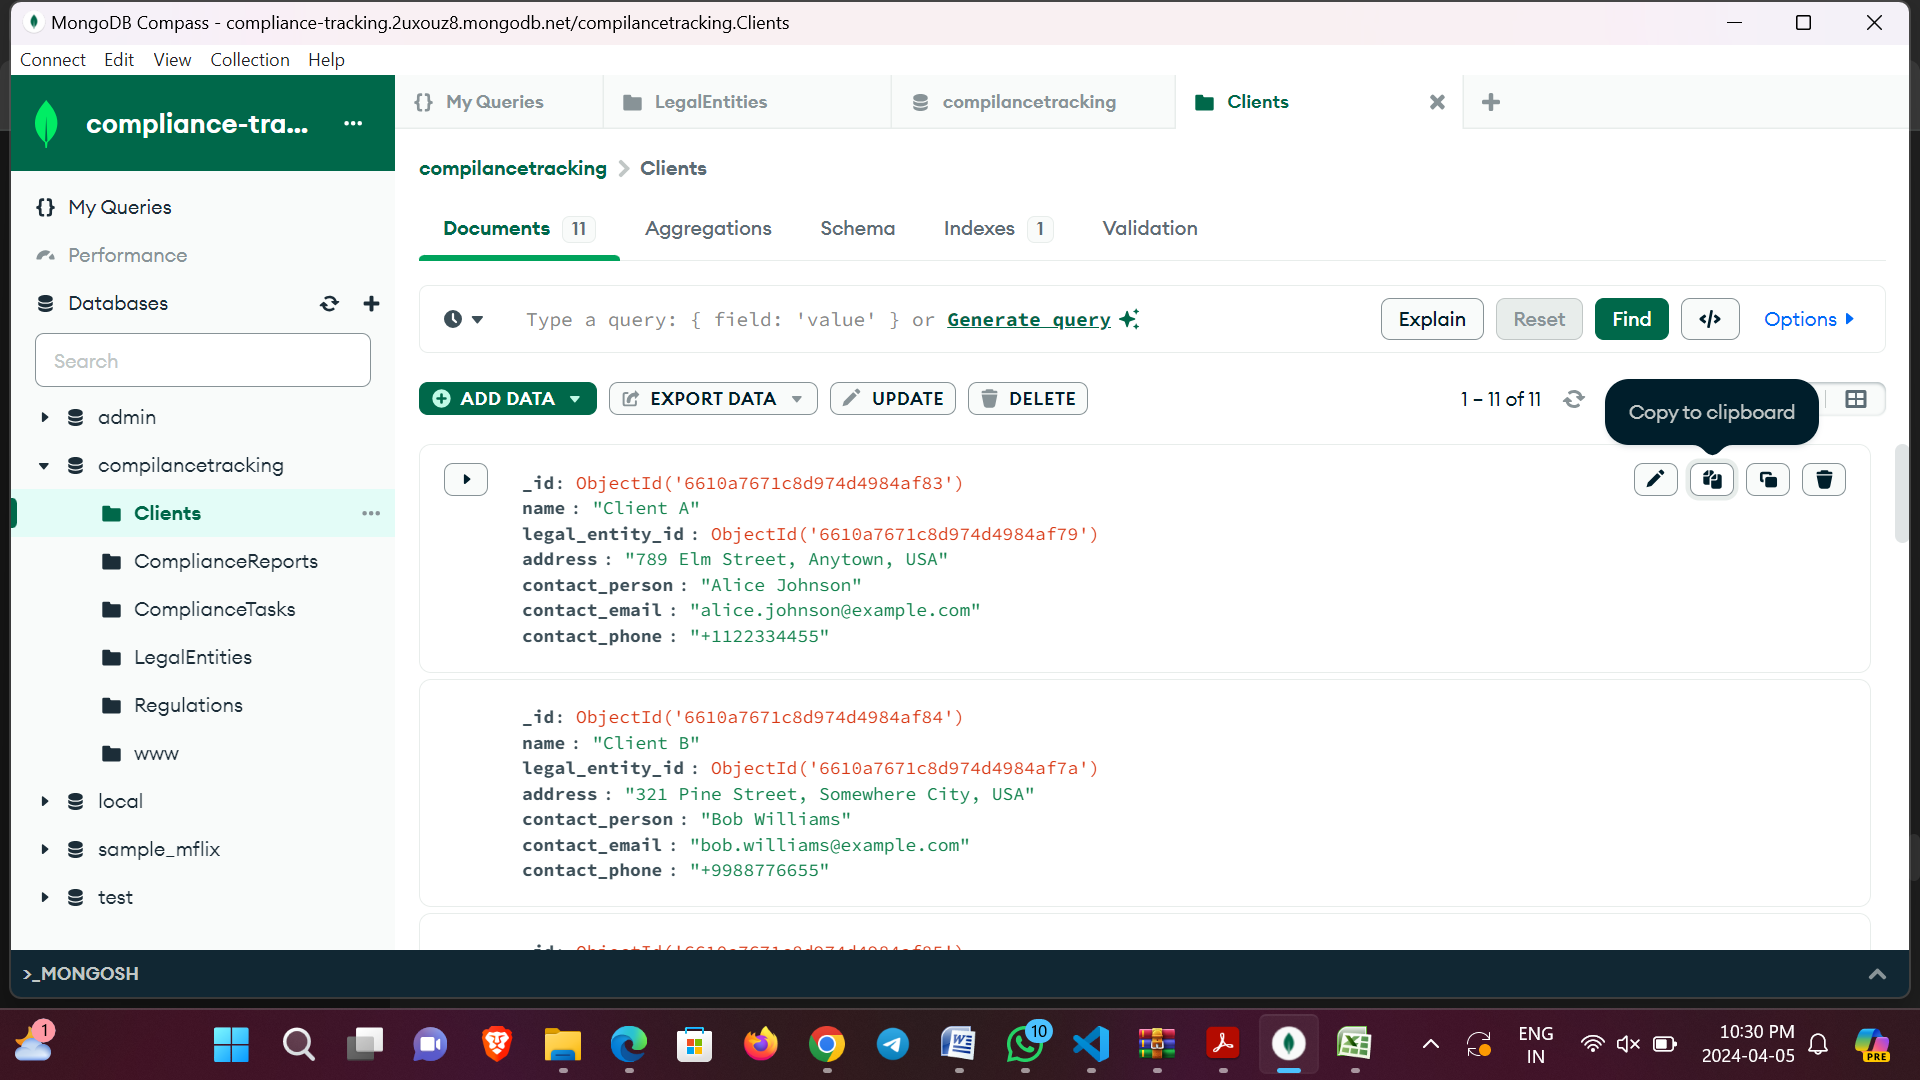 MongoDB Compass - compliance-tracking.2uxouz8.mongodb.net/compilancetracking.Clients
Connect Edit View Collection Help
compliance-tra...
My Queries
LegalEntities
compilancetracking
Clients
compilancetracking > Clients
My Queries
Performance
Databases
Search
admin
compilancetracking
Clients
ComplianceReports
ComplianceTasks
LegalEntities
Regulations
www
local
sample_mflix
test
Documents 11
Aggregations
Schema
Indexes 1
Validation
Type a query: { field: 'value' } or Generate query
Explain
Reset
Find
</>
Options
ADD DATA
EXPORT DATA
UPDATE
DELETE
1 – 11 of 11
Copy to clipboard
_id: ObjectId('6610a7671c8d974d4984af83')
name : "Client A"
legal_entity_id : ObjectId('6610a7671c8d974d4984af79')
address : "789 Elm Street, Anytown, USA"
contact_person : "Alice Johnson"
contact_email : "alice.johnson@example.com"
contact_phone : "+1122334455"
_id: ObjectId('6610a7671c8d974d4984af84')
name : "Client B"
legal_entity_id : ObjectId('6610a7671c8d974d4984af7a')
address : "321 Pine Street, Somewhere City, USA"
contact_person : "Bob Williams"
contact_email : "bob.williams@example.com"
contact_phone : "+9988776655"
_id: ObjectId('6610a7671c8d974d4984af85')
>_MONGOSH
1
10
ENG
IN
10:30 PM
2024-04-05
PRE